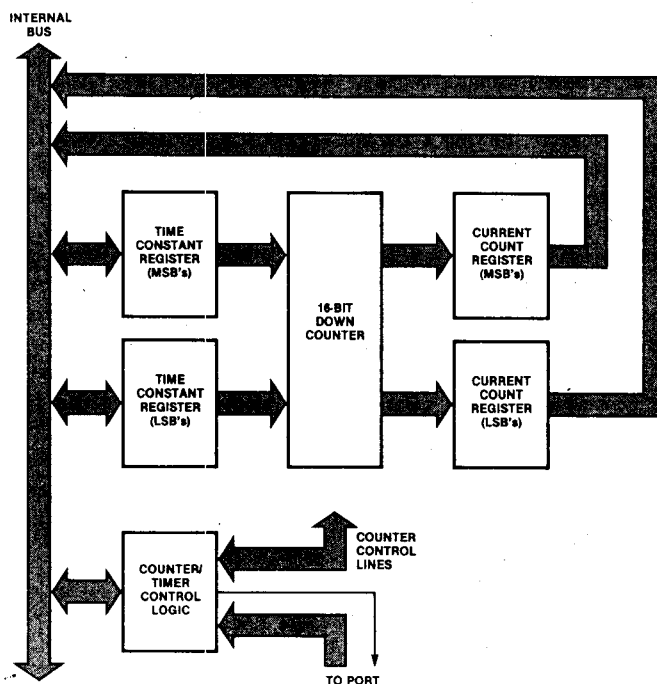 INTERNAL
BUS
TIME
CONSTANT
REGISTER
(MSB's)
16-BIT
DOWN
COUNTER
CURRENT
COUNT
REGISTER
(MSB's)
TIME
CONSTANT
REGISTER
(LSB's)
CURRENT
COUNT
REGISTER
(LSB's)
COUNTER/
TIMER
CONTROL
LOGIC
COUNTER
CONTROL
LINES
TO PORT